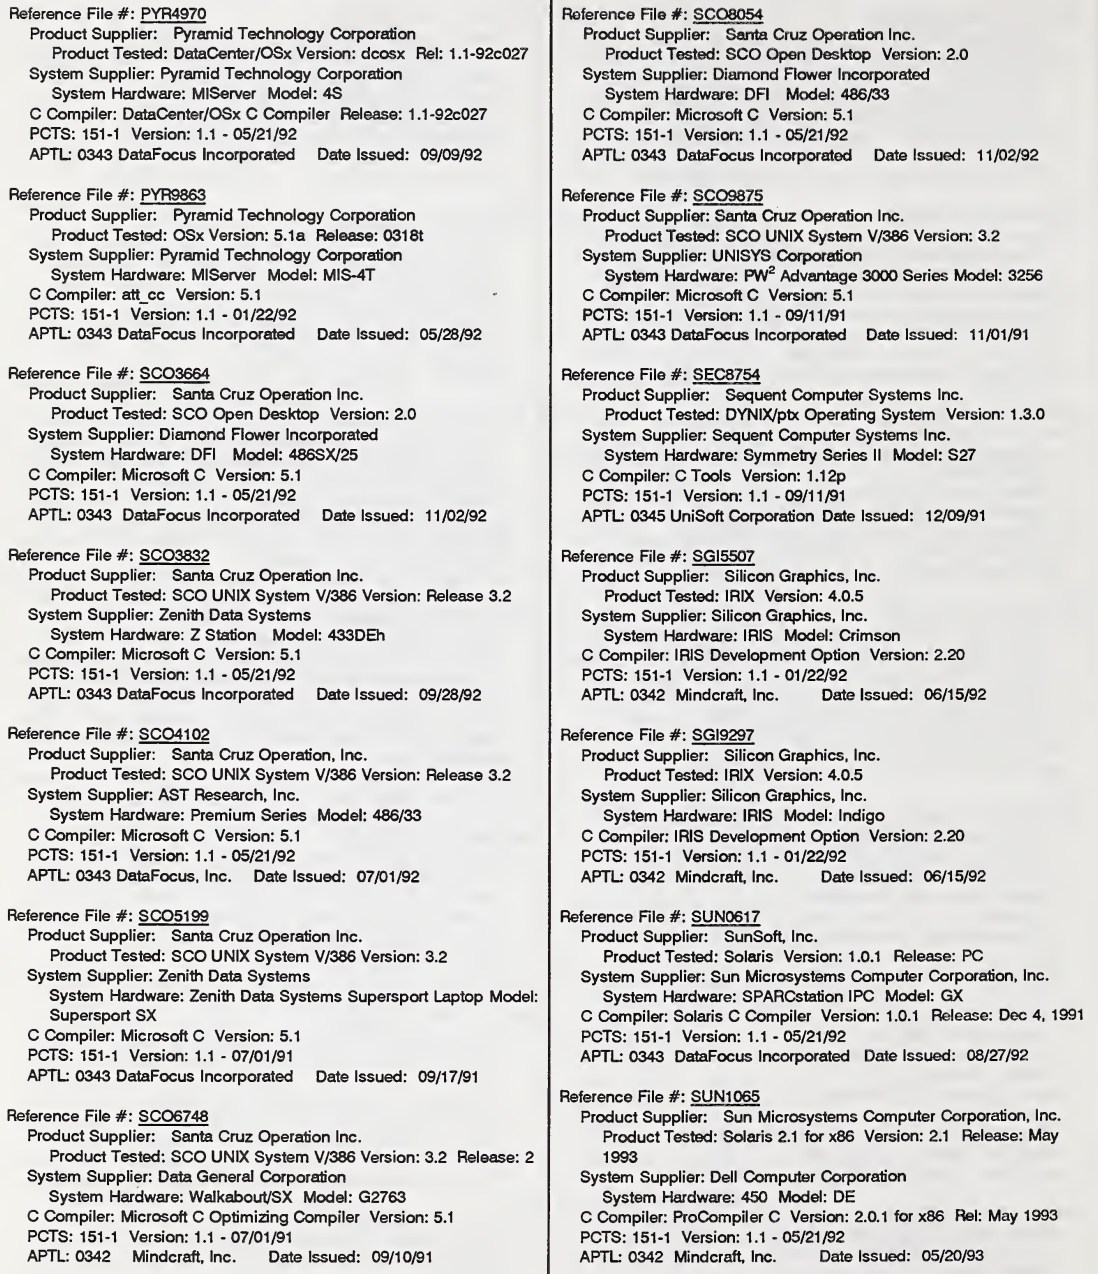 Reference File #: PYR4970
Product Supplier: Pyramid Technology Corporation
Product Tested: DataCenter/OSx Version: dcosx Rel: 1.1-92c027
System Supplier: Pyramid Technology Corporation
System Hardware: MIServer Model: 4S
C Compiler: DataCenter/OSx C Compiler Release: 1.1-92c027
PCTS: 151-1 Version: 1.1 - 05/21/92
APTL: 0343 DataFocus Incorporated Date Issued: 09/09/92
Reference File #: PYR9863
Product Supplier: Pyramid Technology Corporation
Product Tested: OSx Version: 5.1a Release: 0318t
System Supplier: Pyramid Technology Corporation
System Hardware: MIServer Model: MIS-4T
C Compiler: att_cc Version: 5.1
PCTS: 151-1 Version: 1.1 - 01/22/92
APTL: 0343 DataFocus Incorporated Date Issued: 05/28/92
Reference File #: SCO3664
Product Supplier: Santa Cruz Operation Inc.
Product Tested: SCO Open Desktop Version: 2.0
System Supplier: Diamond Flower Incorporated
System Hardware: DFI Model: 486SX/25
C Compiler: Microsoft C Version: 5.1
PCTS: 151-1 Version: 1.1 - 05/21/92
APTL: 0343 DataFocus Incorporated Date Issued: 11/02/92
Reference File #: SCO3832
Product Supplier: Santa Cruz Operation Inc.
Product Tested: SCO UNIX System V/386 Version: Release 3.2
System Supplier: Zenith Data Systems
System Hardware: Z Station Model: 433DEh
C Compiler: Microsoft C Version: 5.1
PCTS: 151-1 Version: 1.1 - 05/21/92
APTL: 0343 DataFocus Incorporated Date Issued: 09/28/92
Reference File #: SCO4102
Product Supplier: Santa Cruz Operation, Inc.
Product Tested: SCO UNIX System V/386 Version: Release 3.2
System Supplier: AST Research, Inc.
System Hardware: Premium Series Model: 486/33
C Compiler: Microsoft C Version: 5.1
PCTS: 151-1 Version: 1.1 - 05/21/92
APTL: 0343 DataFocus, Inc. Date Issued: 07/01/92
Reference File #: SCO5199
Product Supplier: Santa Cruz Operation Inc.
Product Tested: SCO UNIX System V/386 Version: 3.2
System Supplier: Zenith Data Systems
System Hardware: Zenith Data Systems Supersport Laptop Model:
Supersport SX
C Compiler: Microsoft C Version: 5.1
PCTS: 151-1 Version: 1.1 - 07/01/91
APTL: 0343 DataFocus Incorporated Date Issued: 09/17/91
Reference File #: SCO6748
Product Supplier: Santa Cruz Operation Inc.
Product Tested: SCO UNIX System V/386 Version: 3.2 Release: 2
System Supplier: Data General Corporation
System Hardware: Walkabout/SX Model: G2763
C Compiler: Microsoft C Optimizing Compiler Version: 5.1
PCTS: 151-1 Version: 1.1 - 07/01/91
APTL: 0342 Mindcraft, Inc. Date Issued: 09/10/91
Reference File #: SCO8054
Product Supplier: Santa Cruz Operation Inc.
Product Tested: SCO Open Desktop Version: 2.0
System Supplier: Diamond Flower Incorporated
System Hardware: DFI Model: 486/33
C Compiler: Microsoft C Version: 5.1
PCTS: 151-1 Version: 1.1 - 05/21/92
APTL: 0343 DataFocus Incorporated Date Issued: 11/02/92
Reference File #: SCO9875
Product Supplier: Santa Cruz Operation Inc.
Product Tested: SCO UNIX System V/386 Version: 3.2
System Supplier: UNISYS Corporation
System Hardware: PW² Advantage 3000 Series Model: 3256
C Compiler: Microsoft C Version: 5.1
PCTS: 151-1 Version: 1.1 - 09/11/91
APTL: 0343 DataFocus Incorporated Date Issued: 11/01/91
Reference File #: SEC8754
Product Supplier: Sequent Computer Systems Inc.
Product Tested: DYNIX/ptx Operating System Version: 1.3.0
System Supplier: Sequent Computer Systems Inc.
System Hardware: Symmetry Series II Model: S27
C Compiler: C Tools Version: 1.12p
PCTS: 151-1 Version: 1.1 - 09/11/91
APTL: 0345 UniSoft Corporation Date Issued: 12/09/91
Reference File #: SGI5507
Product Supplier: Silicon Graphics, Inc.
Product Tested: IRIX Version: 4.0.5
System Supplier: Silicon Graphics, Inc.
System Hardware: IRIS Model: Crimson
C Compiler: IRIS Development Option Version: 2.20
PCTS: 151-1 Version: 1.1 - 01/22/92
APTL: 0342 Mindcraft, Inc. Date Issued: 06/15/92
Reference File #: SGI9297
Product Supplier: Silicon Graphics, Inc.
Product Tested: IRIX Version: 4.0.5
System Supplier: Silicon Graphics, Inc.
System Hardware: IRIS Model: Indigo
C Compiler: IRIS Development Option Version: 2.20
PCTS: 151-1 Version: 1.1 - 01/22/92
APTL: 0342 Mindcraft, Inc. Date Issued: 06/15/92
Reference File #: SUN0617
Product Supplier: SunSoft, Inc.
Product Tested: Solaris Version: 1.0.1 Release: PC
System Supplier: Sun Microsystems Computer Corporation, Inc.
System Hardware: SPARCstation IPC Model: GX
C Compiler: Solaris C Compiler Version: 1.0.1 Release: Dec 4, 1991
PCTS: 151-1 Version: 1.1 - 05/21/92
APTL: 0343 DataFocus Incorporated Date Issued: 08/27/92
Reference File #: SUN1065
Product Supplier: Sun Microsystems Computer Corporation, Inc.
Product Tested: Solaris 2.1 for x86 Version: 2.1 Release: May
1993
System Supplier: Dell Computer Corporation
System Hardware: 450 Model: DE
C Compiler: ProCompiler C Version: 2.0.1 for x86 Rel: May 1993
PCTS: 151-1 Version: 1.1 - 05/21/92
APTL: 0342 Mindcraft, Inc. Date Issued: 05/20/93